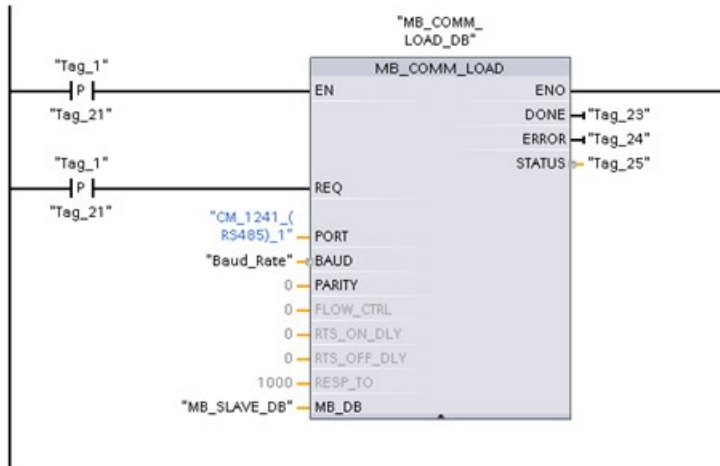 "MB_COMM_
LOAD_DB"
"Tag_1"
MB_COMM_LOAD
P
EN
ENO
"Tag_21"
DONE
"Tag_23"
ERROR
"Tag_24"
"Tag_1"
STATUS
"Tag_25"
P
REQ
"Tag_21"
"CM_1241_(
RS485)_1"
PORT
"Baud_Rate"
BAUD
0
PARITY
0
FLOW_CTRL
0
RTS_ON_DLY
0
RTS_OFF_DLY
1000
RESP_TO
"MB_SLAVE_DB"
MB_DB